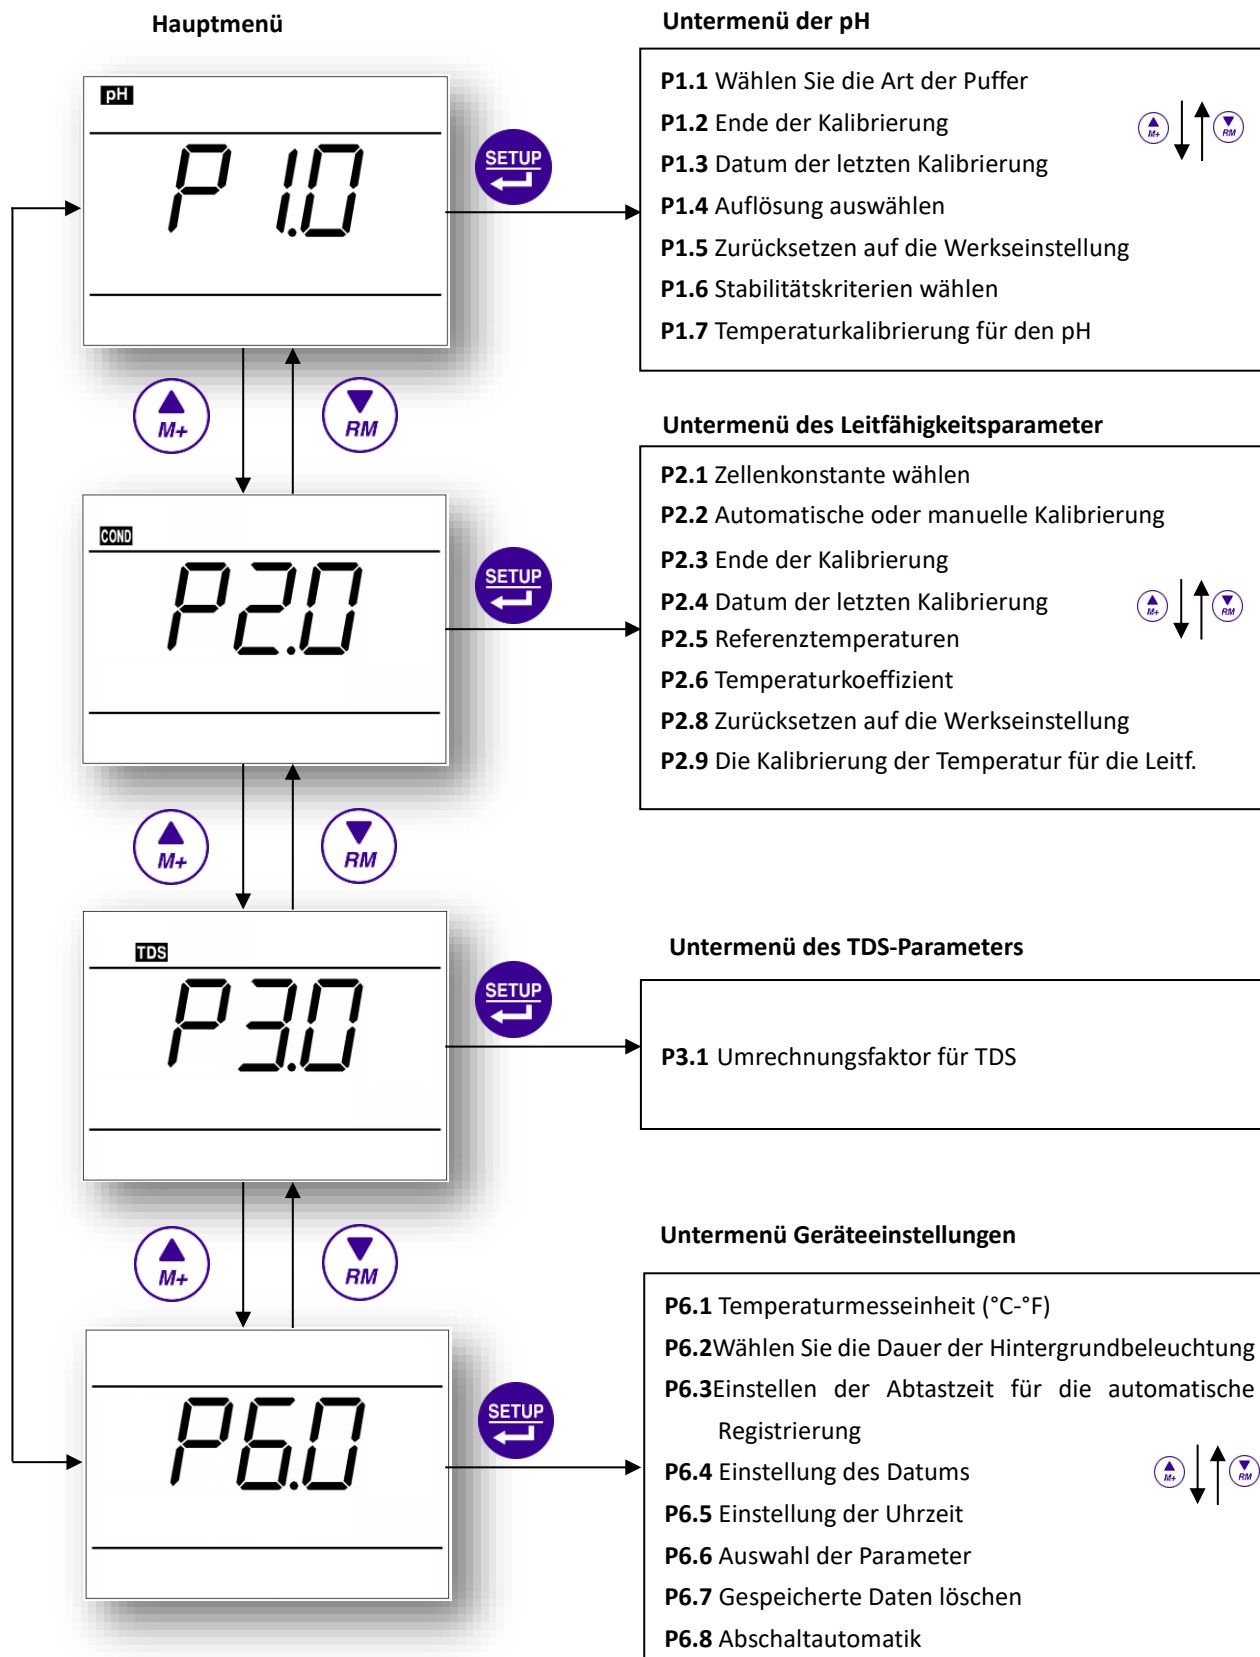 Hauptmenü
Untermenü der pH
pH
P 1.0
SETUP
P1.1 Wählen Sie die Art der Puffer
P1.2 Ende der Kalibrierung
P1.3 Datum der letzten Kalibrierung
P1.4 Auflösung auswählen
P1.5 Zurücksetzen auf die Werkseinstellung
P1.6 Stabilitätskriterien wählen
P1.7 Temperaturkalibrierung für den pH
M+
RM
M+
RM
Untermenü des Leitfähigkeitsparameter
COND
P2.0
SETUP
P2.1 Zellenkonstante wählen
P2.2 Automatische oder manuelle Kalibrierung
P2.3 Ende der Kalibrierung
P2.4 Datum der letzten Kalibrierung
P2.5 Referenztemperaturen
P2.6 Temperaturkoeffizient
P2.8 Zurücksetzen auf die Werkseinstellung
P2.9 Die Kalibrierung der Temperatur für die Leitf.
M+
RM
M+
RM
Untermenü des TDS-Parameters
TDS
P3.0
SETUP
P3.1 Umrechnungsfaktor für TDS
M+
RM
Untermenü Geräteeinstellungen
P6.0
SETUP
P6.1 Temperaturmesseinheit (°C-°F)
P6.2Wählen Sie die Dauer der Hintergrundbeleuchtung
P6.3Einstellen der Abtastzeit für die automatische
Registrierung
P6.4 Einstellung des Datums
P6.5 Einstellung der Uhrzeit
P6.6 Auswahl der Parameter
P6.7 Gespeicherte Daten löschen
P6.8 Abschaltautomatik
M+
RM